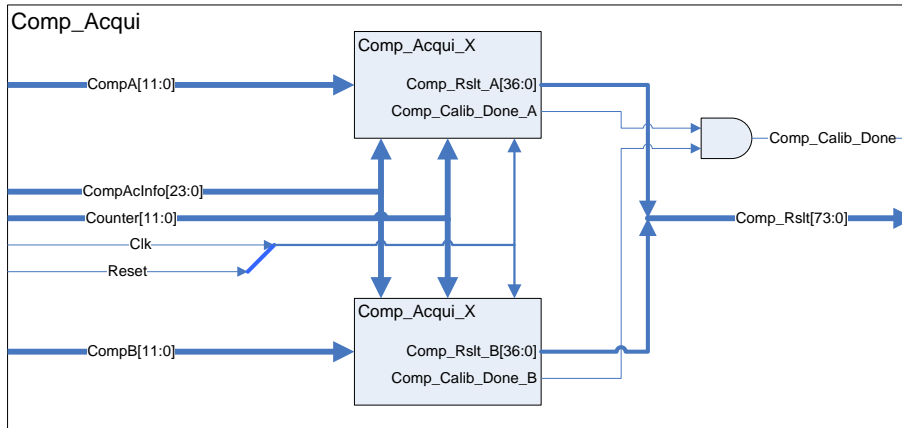 Comp_Acqui
Comp_Acqui_X
CompA[11:0]
Comp_Rslt_A[36:0]
Comp_Calib_Done_A
Comp_Calib_Done
CompAcInfo[23:0]
Counter[11:0]
Comp_Rslt[73:0]
Clk
Reset
Comp_Acqui_X
CompB[11:0]
Comp_Rslt_B[36:0]
Comp_Calib_Done_B